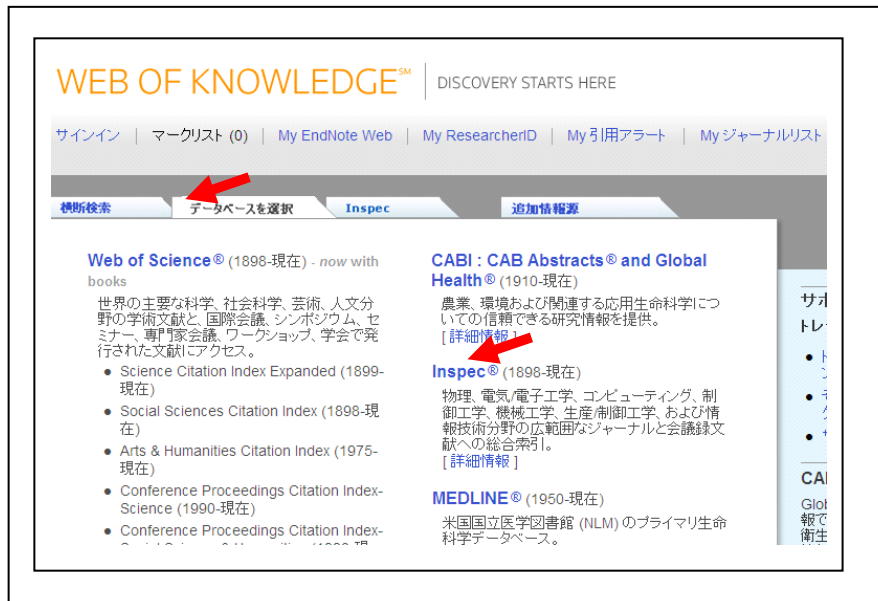 WEB OF KNOWLEDGE℠ | DISCOVERY STARTS HERE
サインイン | マークリスト (0) | My EndNote Web | My ResearcherID | My 引用アラート | My ジャーナルリスト
横断検索 データベースを選択 Inspec 追加情報源
Web of Science® (1898-現在) - now with
books
世界の主要な科学、社会科学、芸術、人文分
野の学術文献と、国際会議、シンポジウム、セ
ミナー、専門家会議、ワークショップ、学会で発
行された文献にアクセス。
• Science Citation Index Expanded (1899-
現在)
• Social Sciences Citation Index (1898-現
在)
• Arts & Humanities Citation Index (1975-
現在)
• Conference Proceedings Citation Index-
Science (1990-現在)
• Conference Proceedings Citation Index-
CABI : CAB Abstracts® and Global
Health® (1910-現在)
農業、環境および関連する応用生命科学につ
いての信頼できる研究情報を提供。
[ 詳細情報 ]
Inspec® (1898-現在)
物理、電気/電子工学、コンピューティング、制
御工学、機械工学、生産/制御工学、および情
報技術分野の広範囲なジャーナルと会議録文
献への総合索引。
[ 詳細情報 ]
MEDLINE® (1950-現在)
米国国立医学図書館 (NLM) のプライマリ生命
科学データベース。
サポ
トレ
CA
Glo
報で
衛生